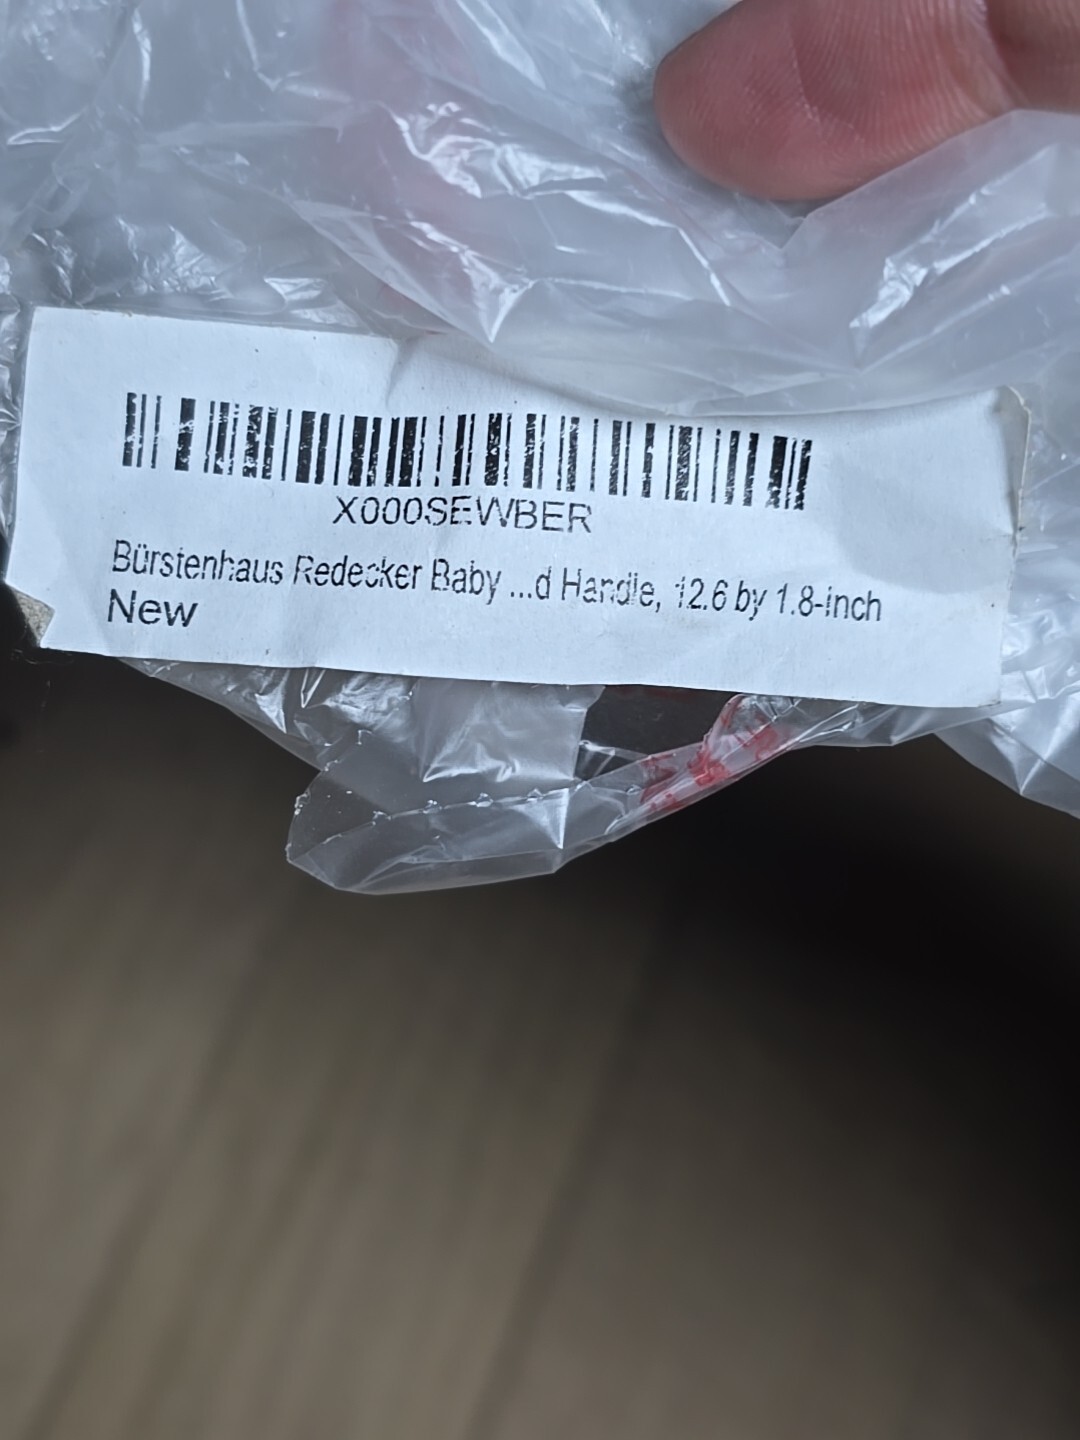 X000SEWBER
Bürstenhaus Redecker Baby ...d Handle, 12.6 by 1.8-inch
New